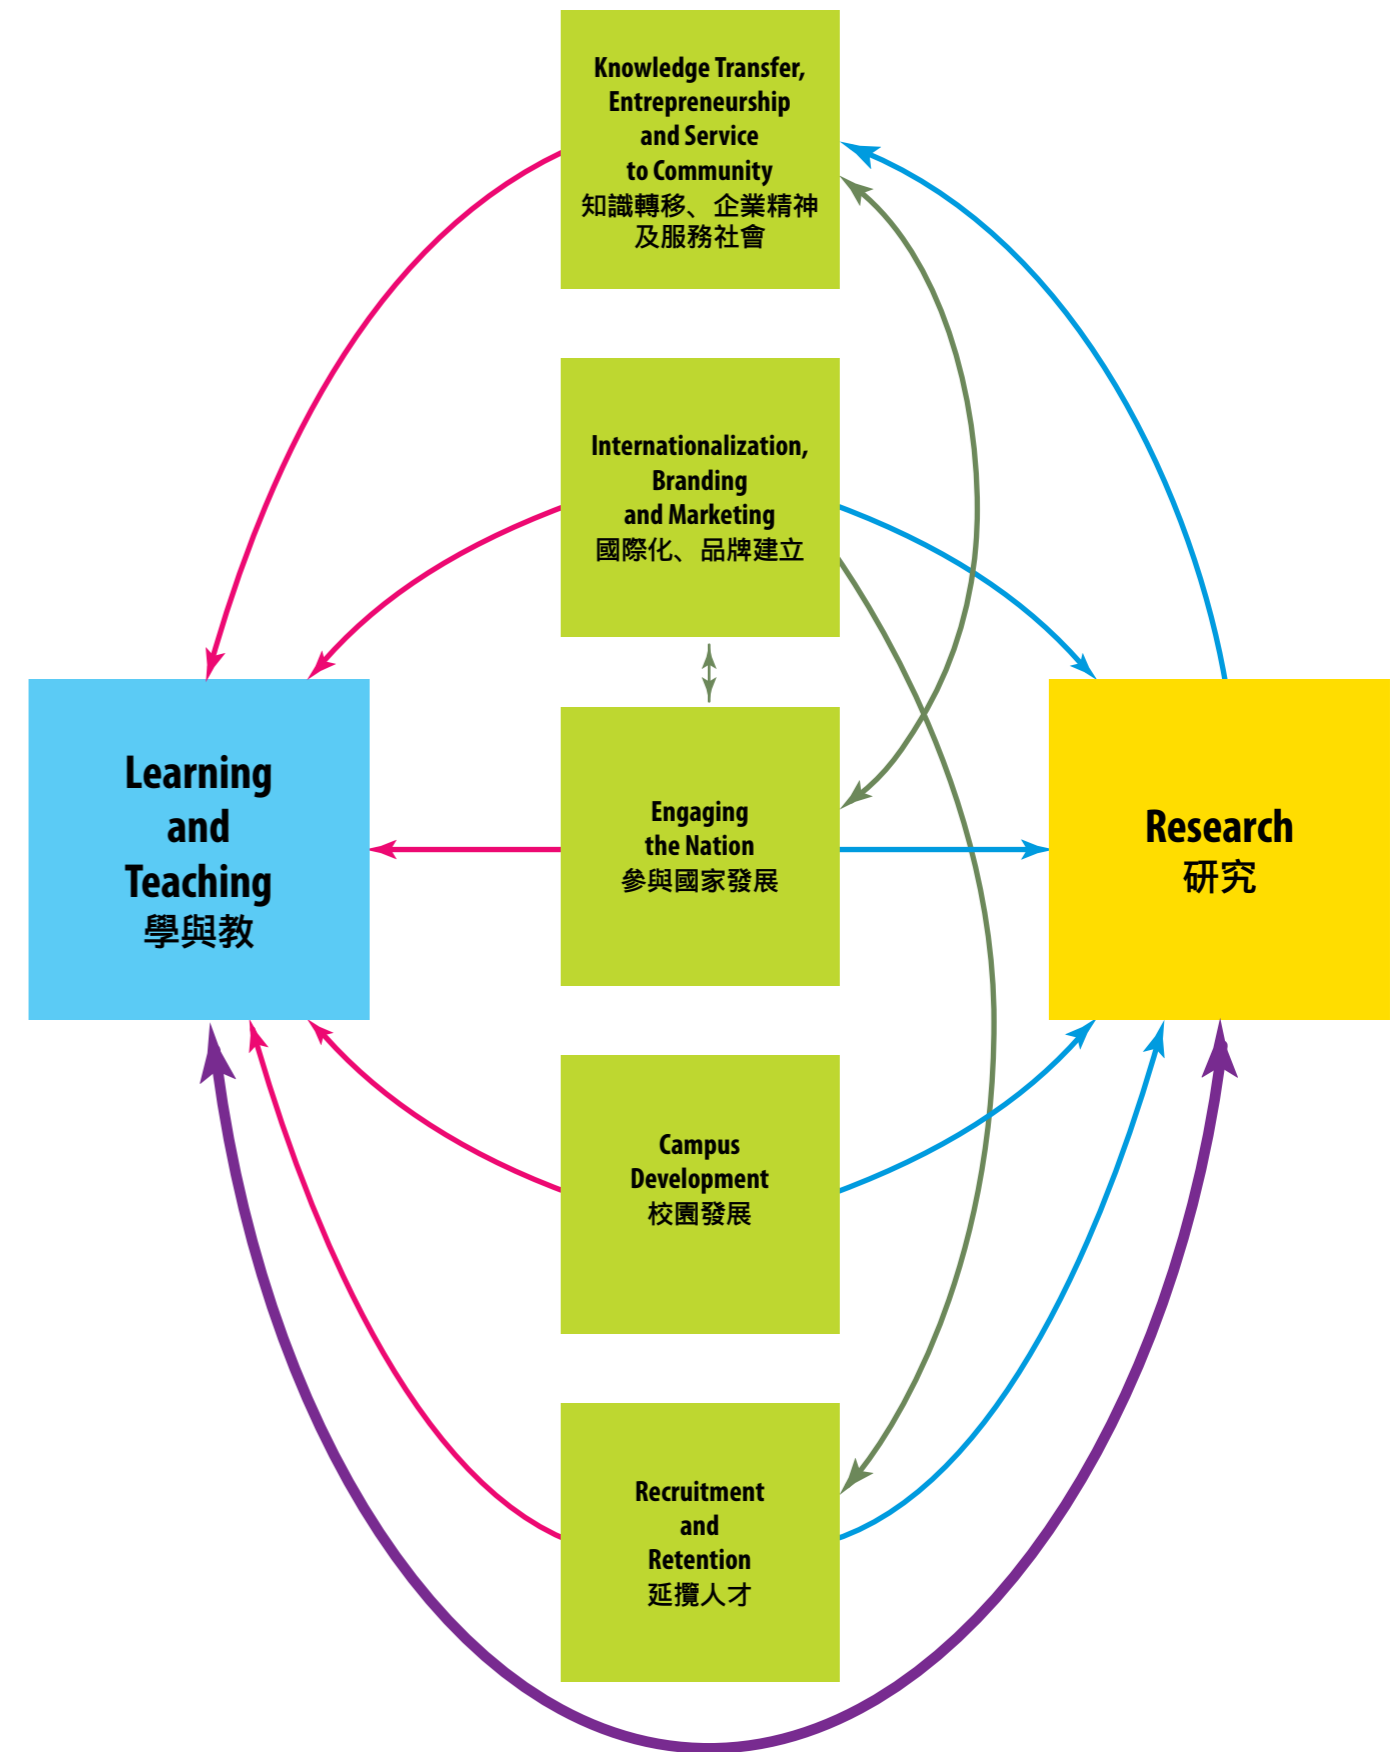 Knowledge Transfer,
Entrepreneurship
and Service
to Community
知識轉移、企業精神
及服務社會
Internationalization,
Branding
and Marketing
國際化、品牌建立
Learning
and
Teaching
學與教
Engaging
the Nation
參與國家發展
Research
研究
Campus
Development
校園發展
Recruitment
and
Retention
延攬人才